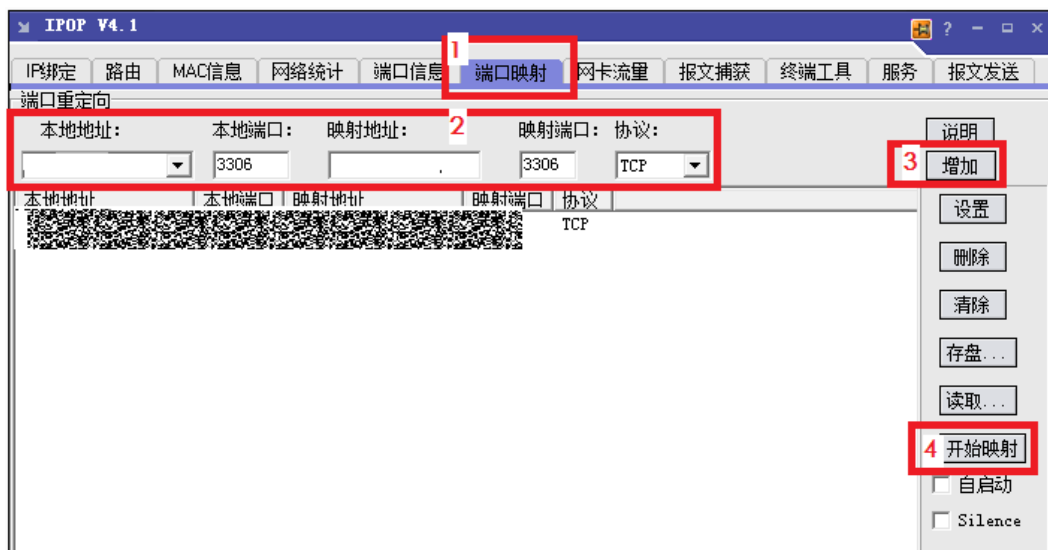 IPOP V4.1
?
1
IP绑定 路由 MAC信息 网络统计 端口信息 端口映射 网卡流量 报文捕获 终端工具 服务 报文发送
端口重定向
本地地址: 本地端口: 映射地址: 2 映射端口: 协议: 说明
3306 3306 TCP 3 增加
本地地址 本地端口 映射地址 映射端口 协议
设置
TCP
删除
清除
存盘...
读取...
4 开始映射
自启动
Silence